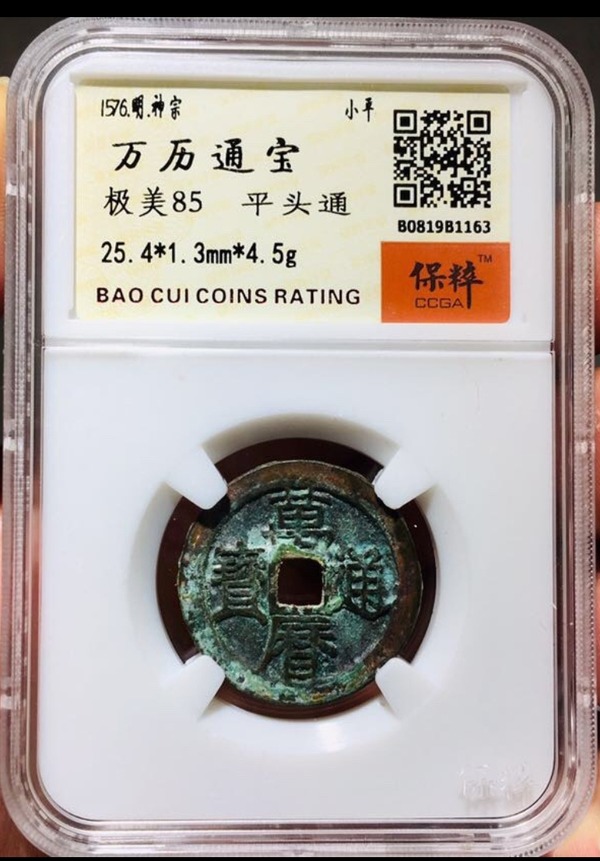 1576.明.神宗 小平
万历通宝
极美85 平头通
25.4*1.3mm*4.5g
BAO CUI COINS RATING
B0819B1163
保粹 TM
CCGA
萬曆通寶